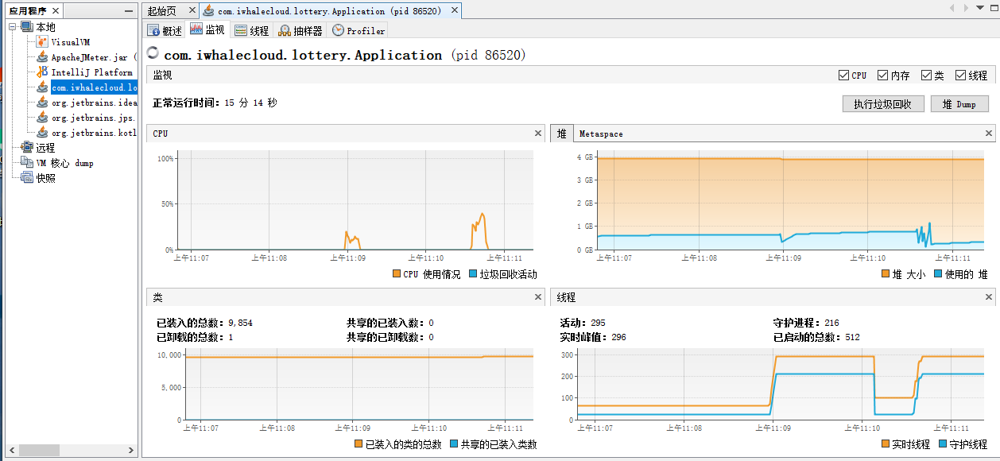 应用程序
起始页
com.iwhalecloud.lottery.Application (pid 86520)
本地
VisualVM
ApacheJMeter.jar (
IntelliJ Platform
com.iwhalecloud.lo
org.jetbrains.idea
org.jetbrains.jps.
org.jetbrains.kotl
远程
VM 核心 dump
快照
概述 监视 线程 抽样器 Profiler
com.iwhalecloud.lottery.Application (pid 86520)
监视
CPU 内存 类 线程
正常运行时间: 15 分 14 秒
执行垃圾回收 堆 Dump
CPU
100%
50%
0%
上午11:07 上午11:08 上午11:09 上午11:10 上午11:11
CPU 使用情况 垃圾回收活动
堆 Metaspace
4 GB
3 GB
2 GB
1 GB
0 GB
上午11:07 上午11:08 上午11:09 上午11:10 上午11:11
堆 大小 使用的 堆
类
已装入的总数: 9,854 共享的已装入数: 0
已卸载的总数: 1 共享的已卸载数: 0
10,000
5,000
0
上午11:07 上午11:08 上午11:09 上午11:10 上午11:11
已装入的类的总数 共享的已装入类数
线程
活动: 295 守护进程: 216
实时峰值: 296 已启动的总数: 512
300
200
100
0
上午11:07 上午11:08 上午11:09 上午11:10 上午11:11
实时线程 守护线程